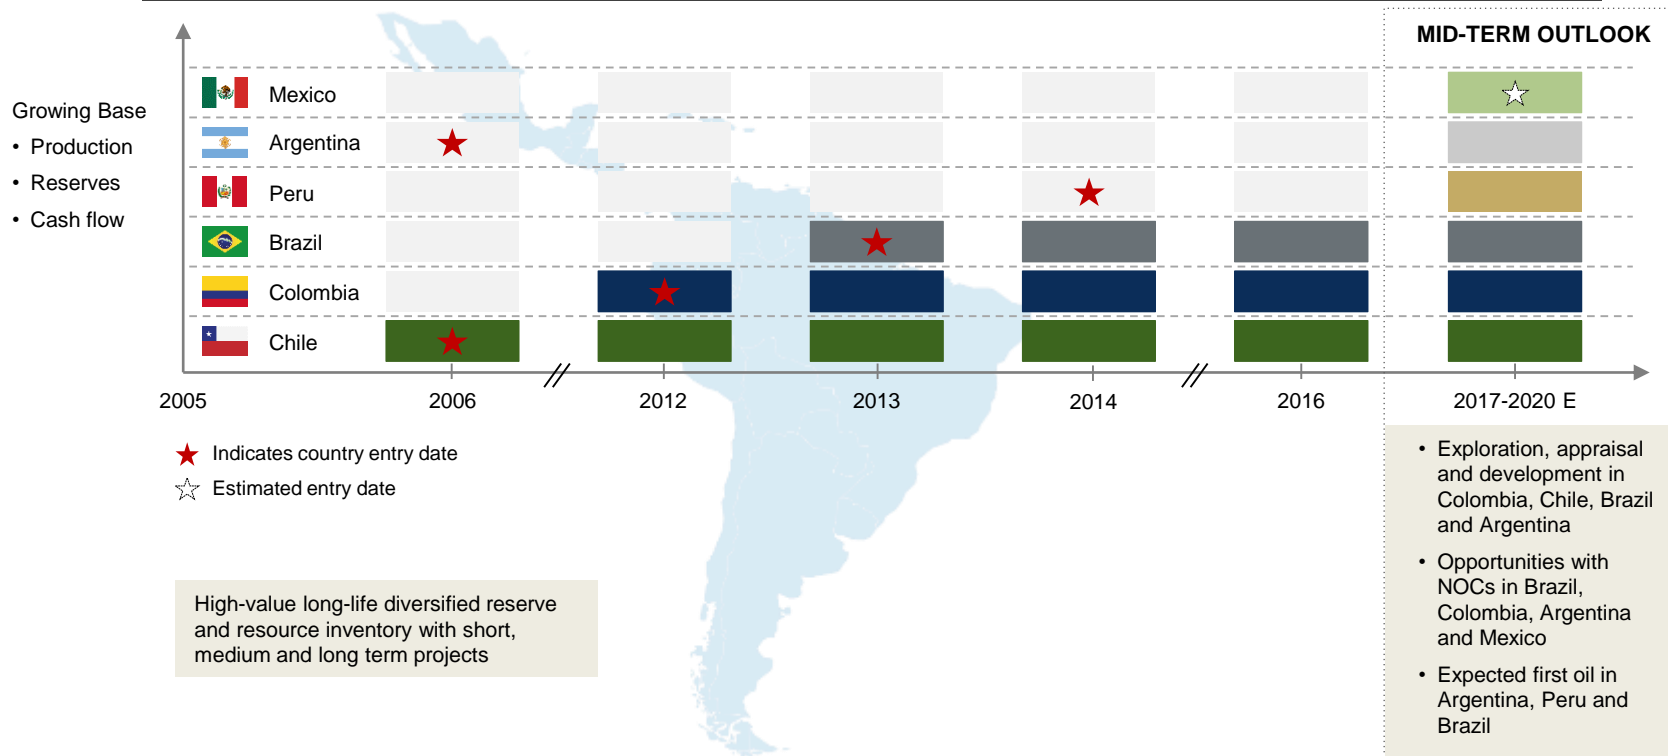 MID-TERM OUTLOOK
Growing Base
• Production
• Reserves
• Cash flow
Mexico
Argentina
Peru
Brazil
Colombia
Chile
2005
2006
2012
2013
2014
2016
2017-2020 E
Indicates country entry date
Estimated entry date
High-value long-life diversified reserve
and resource inventory with short,
medium and long term projects
• Exploration, appraisal
and development in
Colombia, Chile, Brazil
and Argentina
• Opportunities with
NOCs in Brazil,
Colombia, Argentina
and Mexico
• Expected first oil in
Argentina, Peru and
Brazil